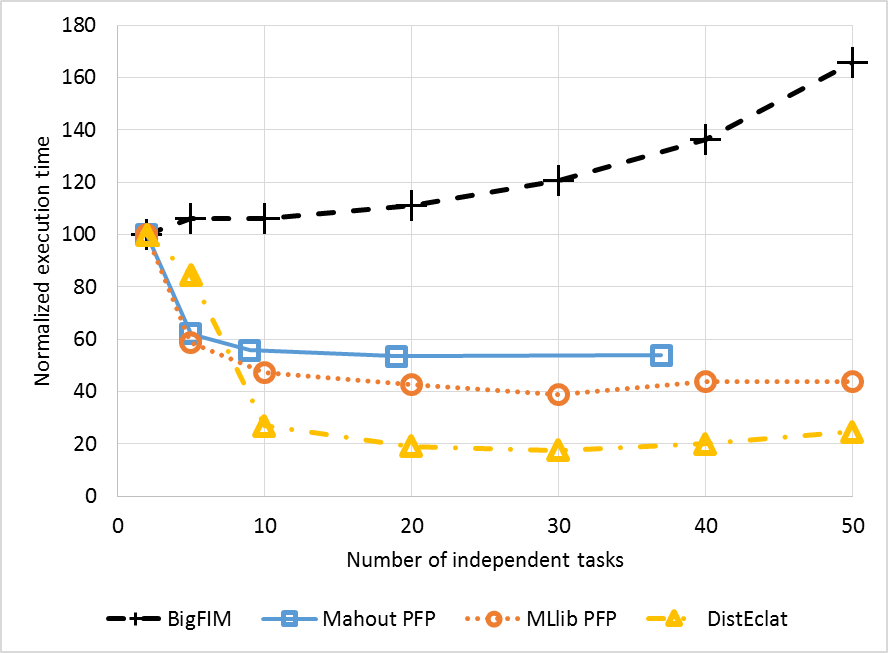 180
160
140
120
100
80
60
40
20
0
Normalized execution time
0 10 20 30 40 50
Number of independent tasks
BigFIM Mahout PFP MLlib PFP DistEclat